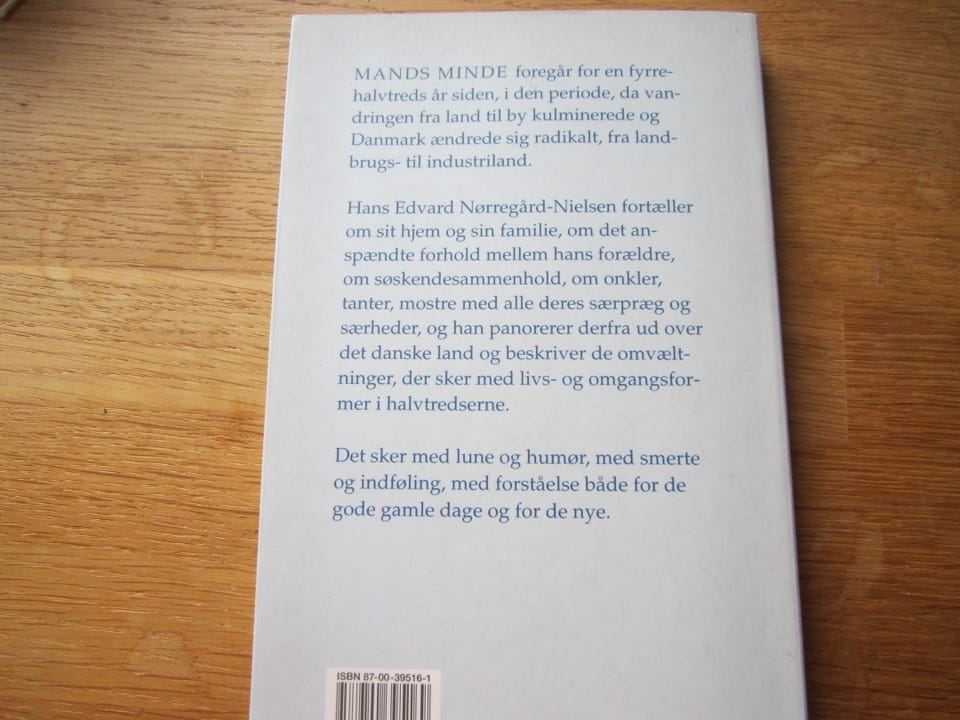 MANDS MINDE foregår for en fyrre-
halvtreds år siden, i den periode, da van-
dringen fra land til by kulminerede og
Danmark ændrede sig radikalt, fra land-
brugs- til industriland.
Hans Edvard Nørregård-Nielsen fortæller
om sit hjem og sin familie, om det an-
spændte forhold mellem hans forældre,
om søskendesammenhold, om onkler,
tanter, mostre med alle deres særpræg og
særheder, og han panorerer derfra ud over
det danske land og beskriver de omvælt-
ninger, der sker med livs- og omgangsfor-
mer i halvtredserne.
Det sker med lune og humør, med smerte
og indføling, med forståelse både for de
gode gamle dage og for de nye.
ISBN 87-00-39516-1